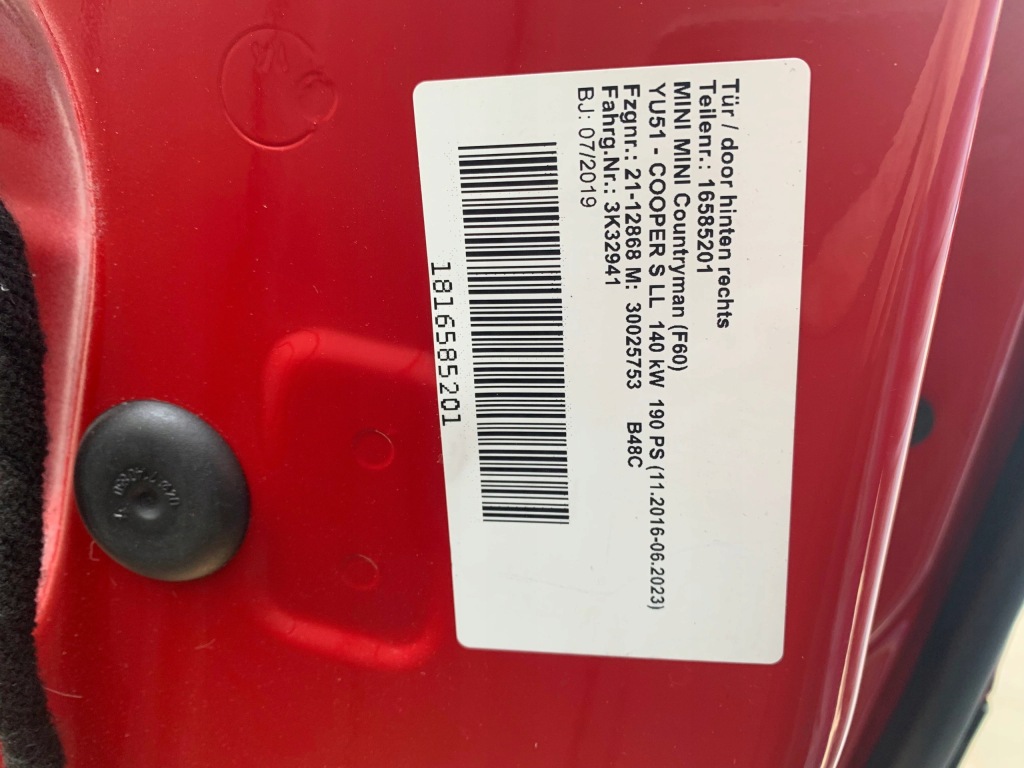 Tür / door hinten rechts
Teilenr.: 16585201
MINI MINI Countryman (F60)
YU51 - COOPER S LL 140 kW 190 PS (11.2016-06.2023)
Fzgnr.: 21-12868 M: 30025753 B48C
Fahrg.Nr.: 3K32941
BJ: 07/2019
1816585201